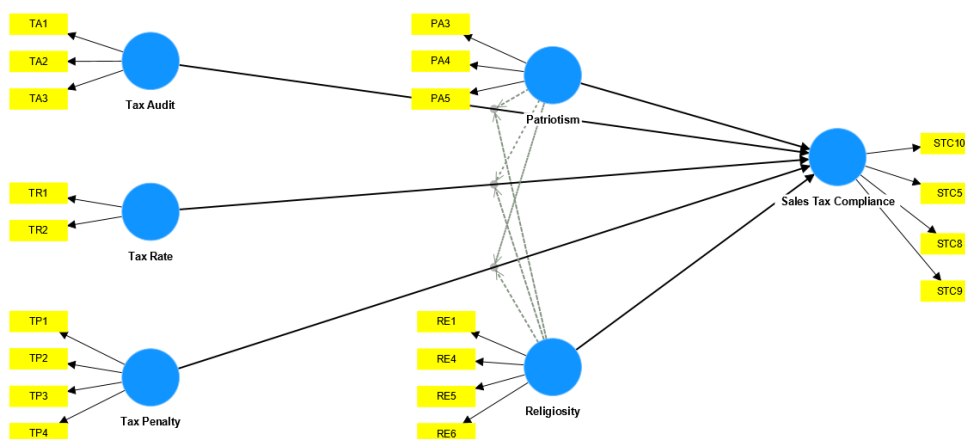 TA1
TA2
TA3
Tax Audit
PA3
PA4
PA5
Patriotism
STC10
STC5
STC8
STC9
Sales Tax Compliance
TR1
TR2
Tax Rate
TP1
TP2
TP3
TP4
Tax Penalty
RE1
RE4
RE5
RE6
Religiosity